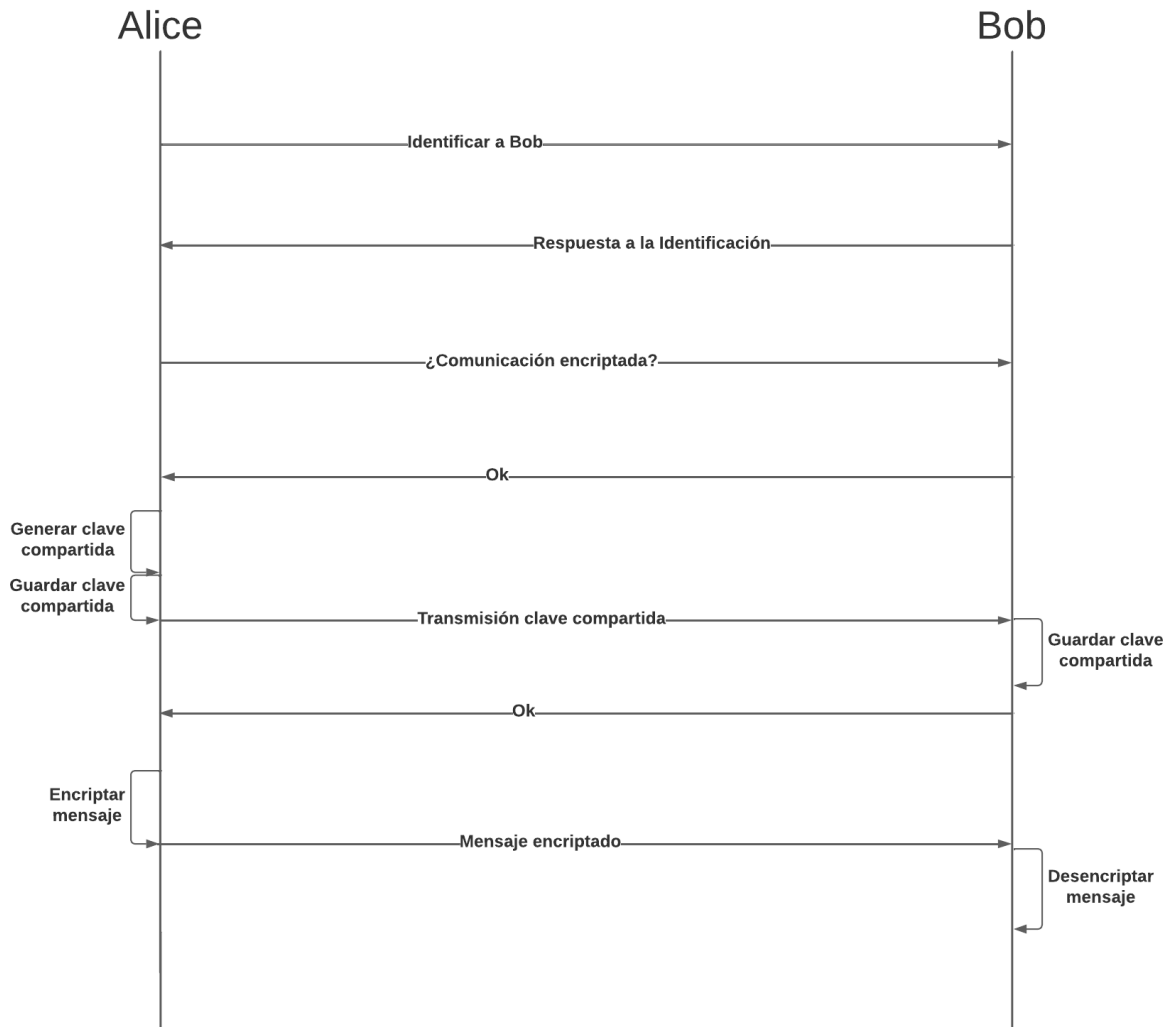 Alice
Bob
Identificar a Bob
Respuesta a la Identificación
¿Comunicación encriptada?
Ok
Generar clave
compartida
Guardar clave
compartida
Transmisión clave compartida
Guardar clave
compartida
Ok
Encriptar
mensaje
Mensaje encriptado
Desencriptar
mensaje